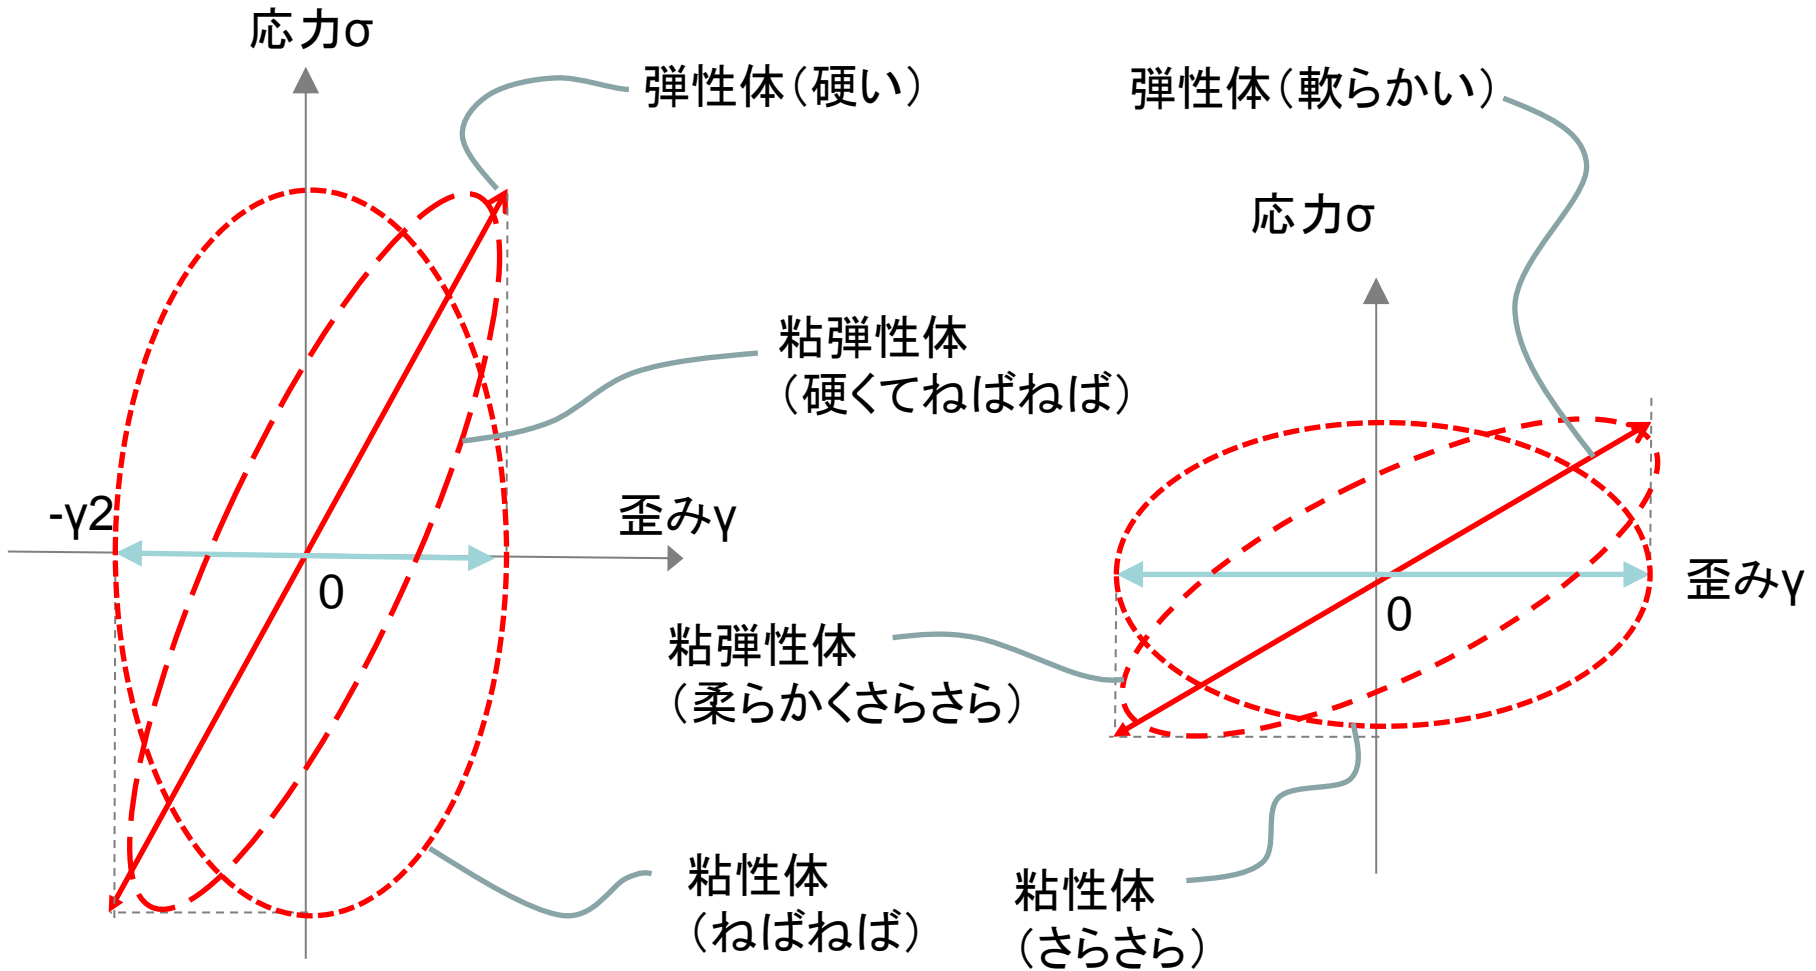 応力σ
弾性体（硬い）
弾性体（軟らかい）
応力σ
粘弾性体
（硬くてねばねば）
-γ2
歪みγ
0
歪みγ
0
粘弾性体
（柔らかくさらさら）
粘性体
（ねばねば）
粘性体
（さらさら）